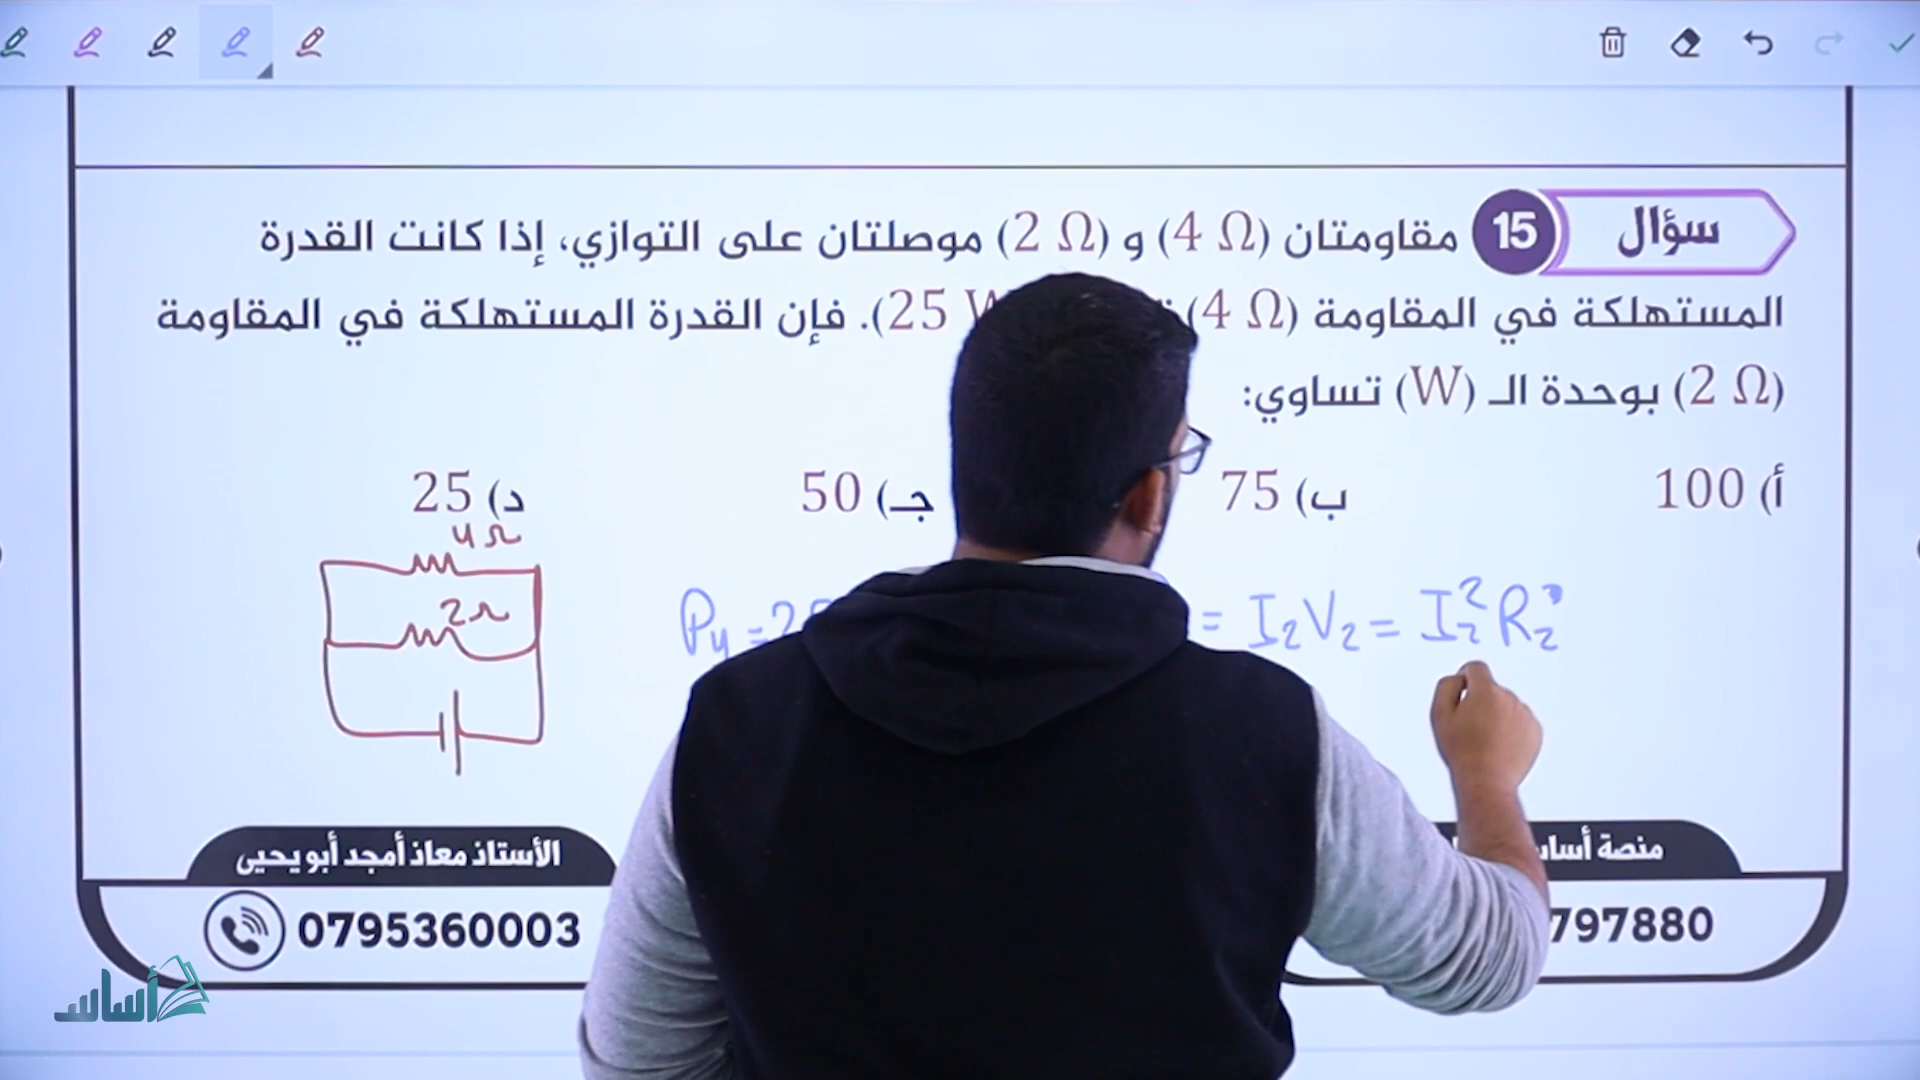 سؤال 15 مقاومتان (4 Ω) و (2 Ω) موصلتان على التوازي، إذا كانت القدرة
المستهلكة في المقاومة (4 Ω) (25 W). فإن القدرة المستهلكة في المقاومة
(2 Ω) بوحدة الـ (W) تساوي:
أ) 100 ب) 75 جـ) 50 د) 25
4Ω
2Ω
P4 = 2 = I2V2 = I2²R2
منصة أساس
الأستاذ معاذ أمجد أبو يحيى
797880
0795360003
أساس